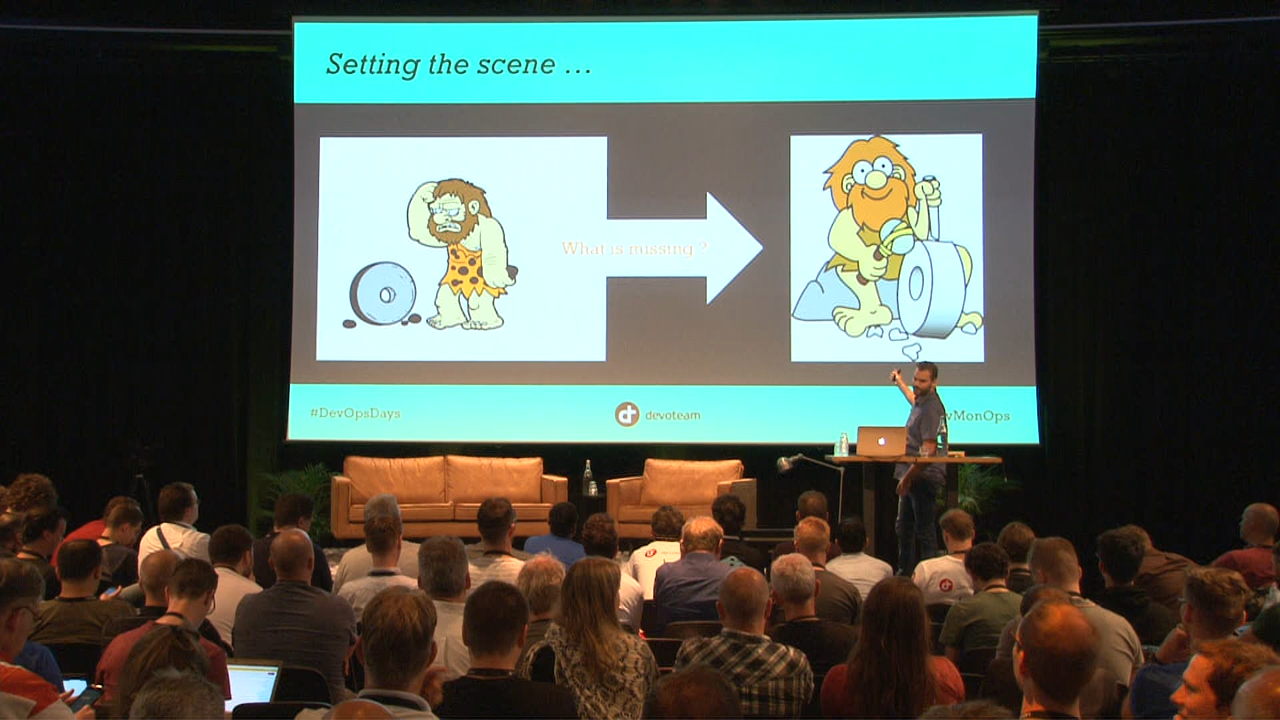 Setting the scene ...
What is missing ?
#DevOpsDays
devoteam